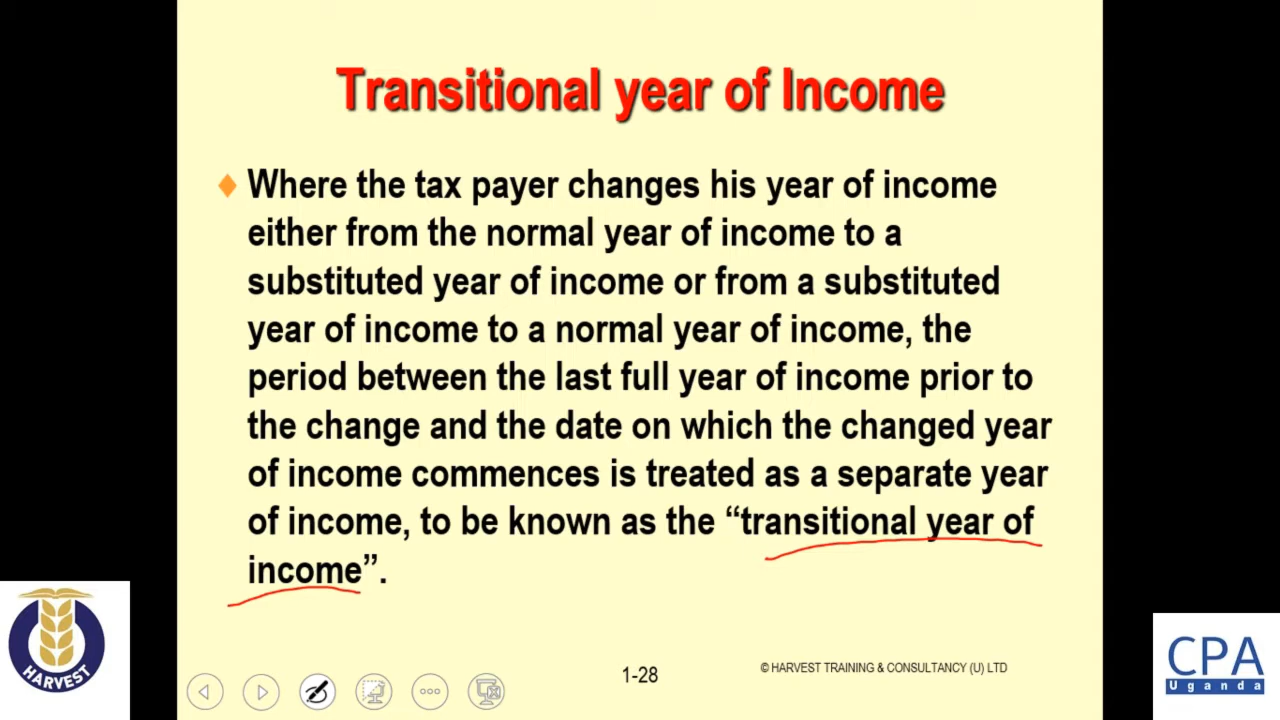 Transitional year of Income
Where the tax payer changes his year of income
either from the normal year of income to a
substituted year of income or from a substituted
year of income to a normal year of income, the
period between the last full year of income prior to
the change and the date on which the changed year
of income commences is treated as a separate year
of income, to be known as the “transitional year of
income”.
HARVEST
1-28
© HARVEST TRAINING & CONSULTANCY (U) LTD
CPA
Uganda